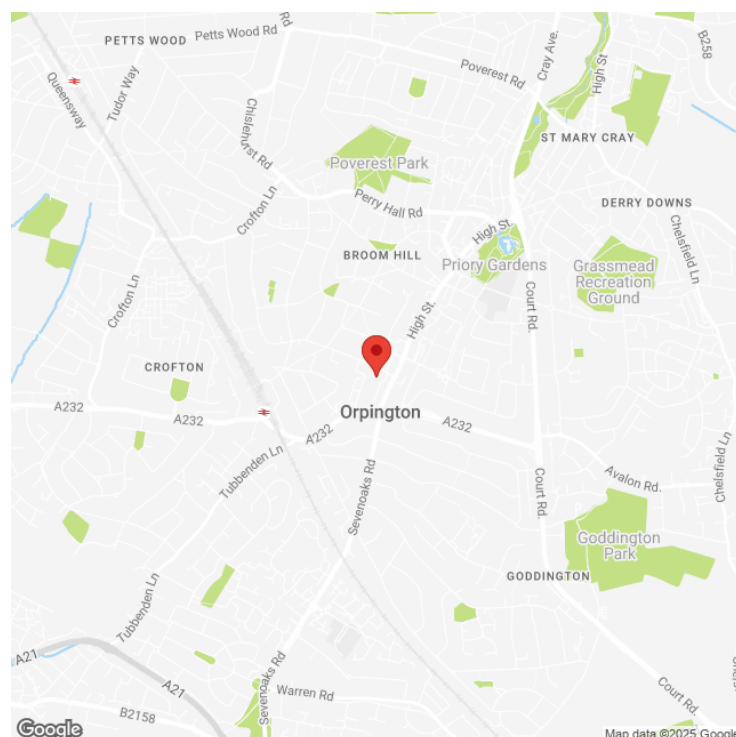 Rd
PETTS WOOD
Petts Wood Rd
B258
Cray Ave.
High St
Poverest Rd
Queensway
Tudor Way
Chislehurst Rd
ST MARY CRAY
Poverest Park
Crofton Ln
Perry Hall Rd
DERRY DOWNS
High St.
BROOM HILL
Priory Gardens
Chelsfield Ln
Grassmead
Recreation
Ground
Crofton Ln
High St.
Court Rd.
CROFTON
Orpington
A232
A232
A232
A232
Tubbenden Ln
Sevenoaks Rd
Chelsfield Ln
Court Rd.
Avalon Rd.
Goddington
Park
GODDINGTON
Tubbenden Ln
A21
A21
Sevenoaks Rd
Warren Rd
Court Rd.
B2158
Google
Map data ©2025 Google